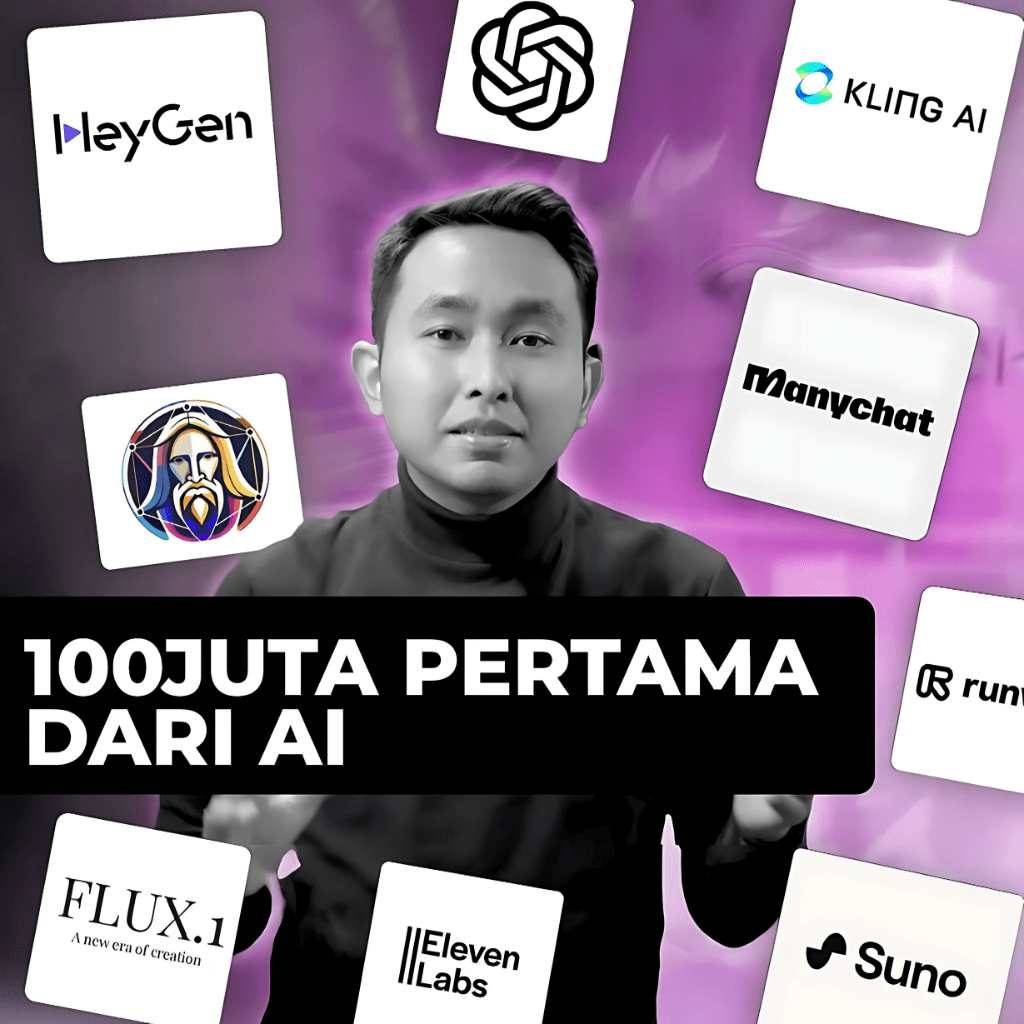 HeyGen
KLING AI
Manychat
100JUTA PERTAMA
DARI AI
FLUX.1
A new era of creation
Eleven
Labs
Suno